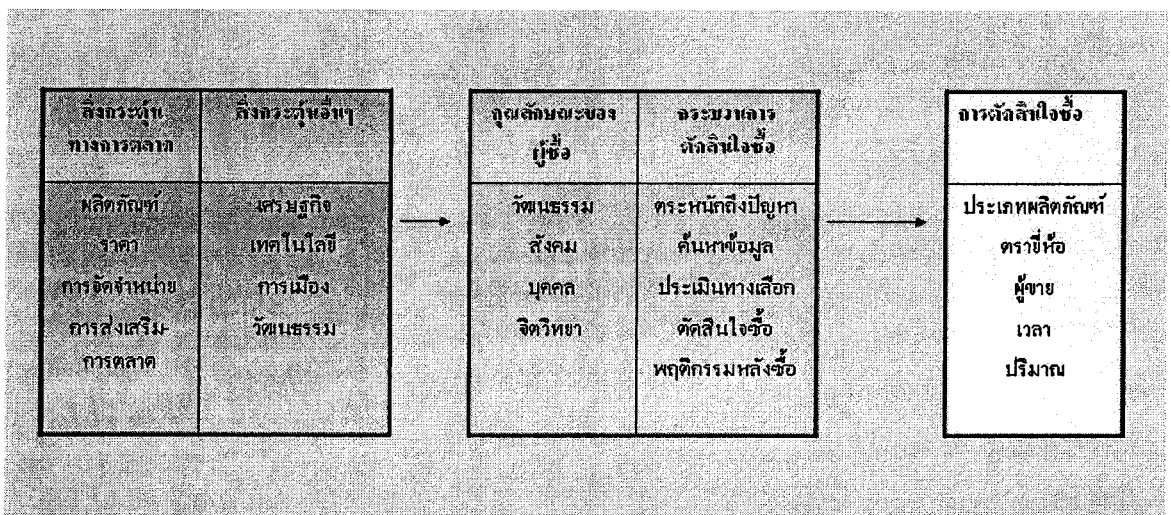 สิ่งกระตุ้น
ทางการตลาด
ผลิตภัณฑ์
ราคา
การจัดจำหน่าย
การส่งเสริม-
การตลาด
สิ่งกระตุ้นอื่นๆ
เศรษฐกิจ
เทคโนโลยี
การเมือง
วัฒนธรรม
คุณลักษณะของ
ผู้ซื้อ
วัฒนธรรม
สังคม
บุคคล
จิตวิทยา
กระบวนการ
ตัดสินใจซื้อ
ตระหนักถึงปัญหา
ค้นหาข้อมูล
ประเมินทางเลือก
ตัดสินใจซื้อ
พฤติกรรมหลังซื้อ
การตัดสินใจซื้อ
ประเภทผลิตภัณฑ์
ตรายี่ห้อ
ผู้ขาย
เวลา
ปริมาณ